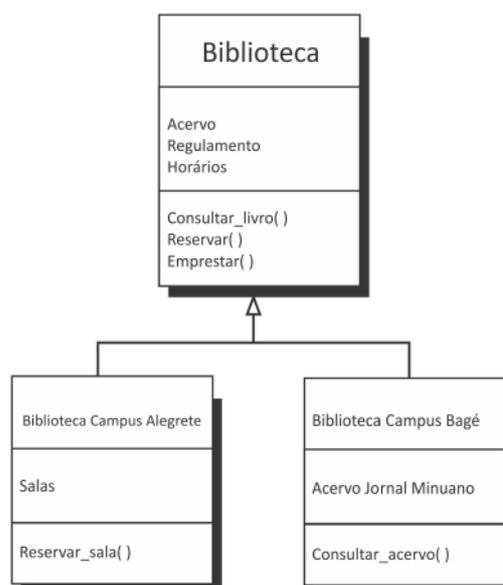 Biblioteca
Acervo
Regulamento
Horários
Consultar_livro( )
Reservar( )
Emprestar( )
Biblioteca Campus Alegrete
Salas
Reservar_sala( )
Biblioteca Campus Bagé
Acervo Jornal Minuano
Consultar_acervo( )